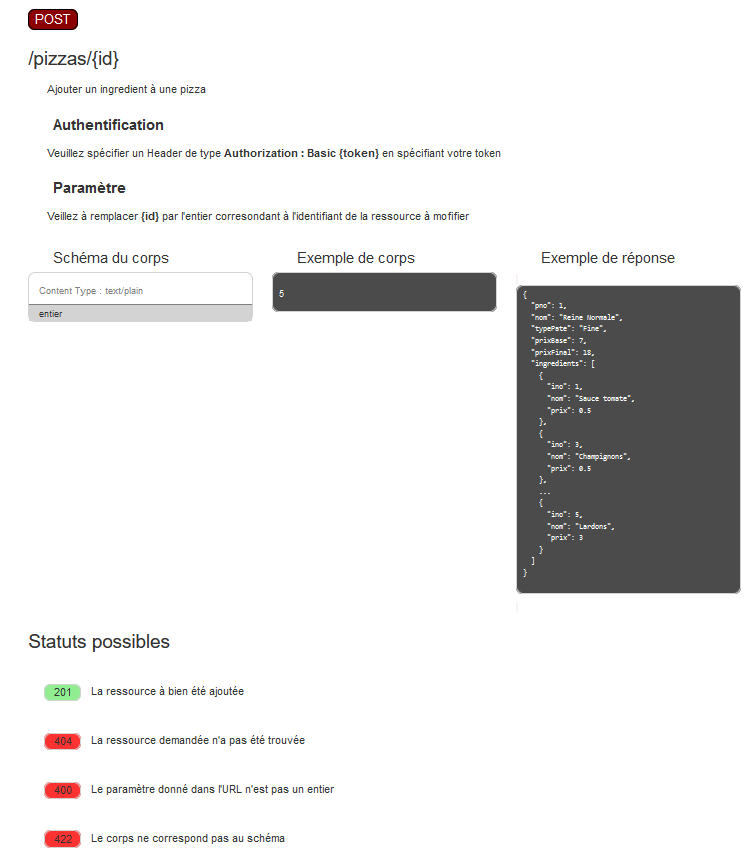 POST
/pizzas/{id}
Ajouter un ingredient à une pizza
Authentification
Veuillez spécifier un Header de type Authorization : Basic {token} en spécifiant votre token
Paramètre
Veillez à remplacer {id} par l'entier corresondant à l'identifiant de la ressource à mofifier
Schéma du corps
Content Type : text/plain
entier
Exemple de corps
5
Exemple de réponse
{
"pno": 1,
"nom": "Reine Normale",
"typePate": "Fine",
"prixBase": 7,
"prixFinal": 18,
"ingredients": [
{
"ino": 1,
"nom": "Sauce tomate",
"prix": 0.5
},
{
"ino": 3,
"nom": "Champignons",
"prix": 0.5
},
...
{
"ino": 5,
"nom": "Lardons",
"prix": 3
}
]
}
Statuts possibles
201 La ressource à bien été ajoutée
404 La ressource demandée n'a pas été trouvée
400 Le paramètre donné dans l'URL n'est pas un entier
422 Le corps ne correspond pas au schéma